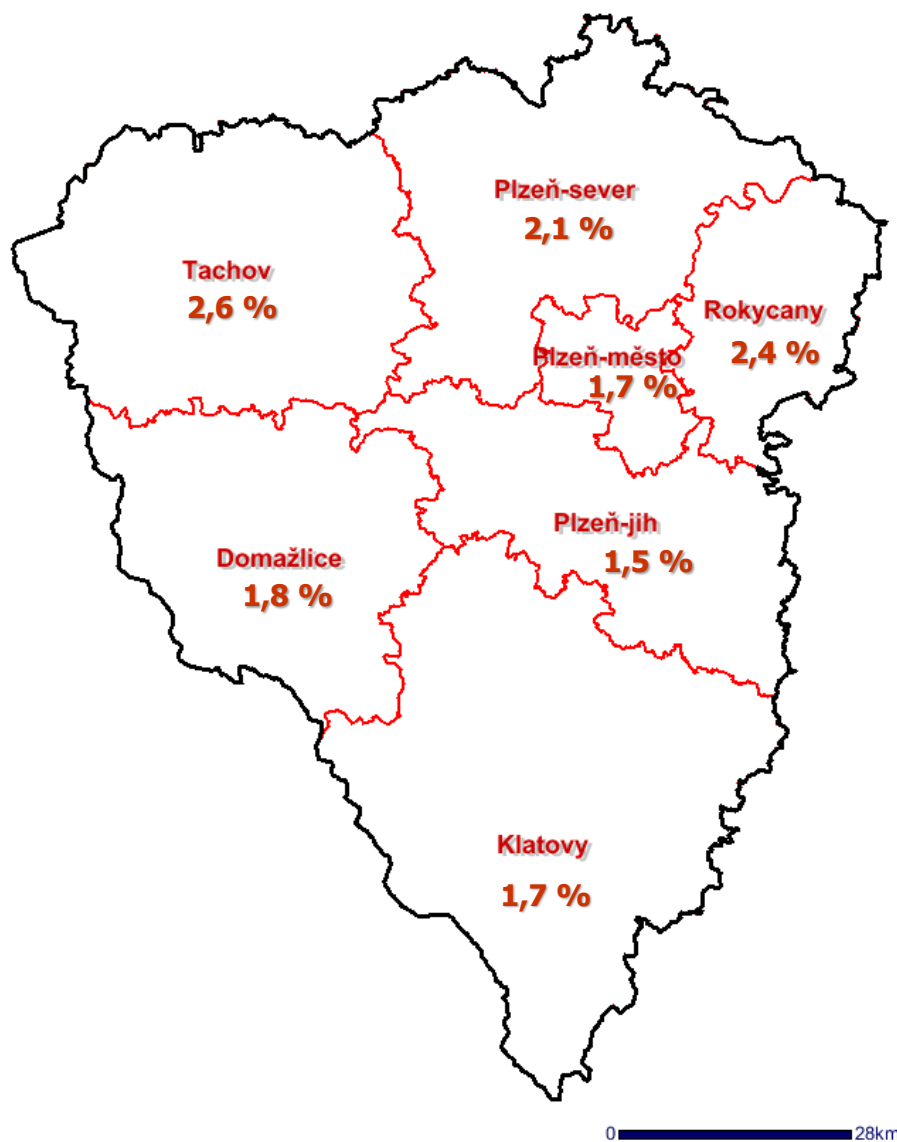 Plzeň-sever
2,1 %
Tachov
2,6 %
Rokycany
2,4 %
Plzeň-město
1,7 %
Plzeň-jih
1,5 %
Domažlice
1,8 %
Klatovy
1,7 %
0 28km